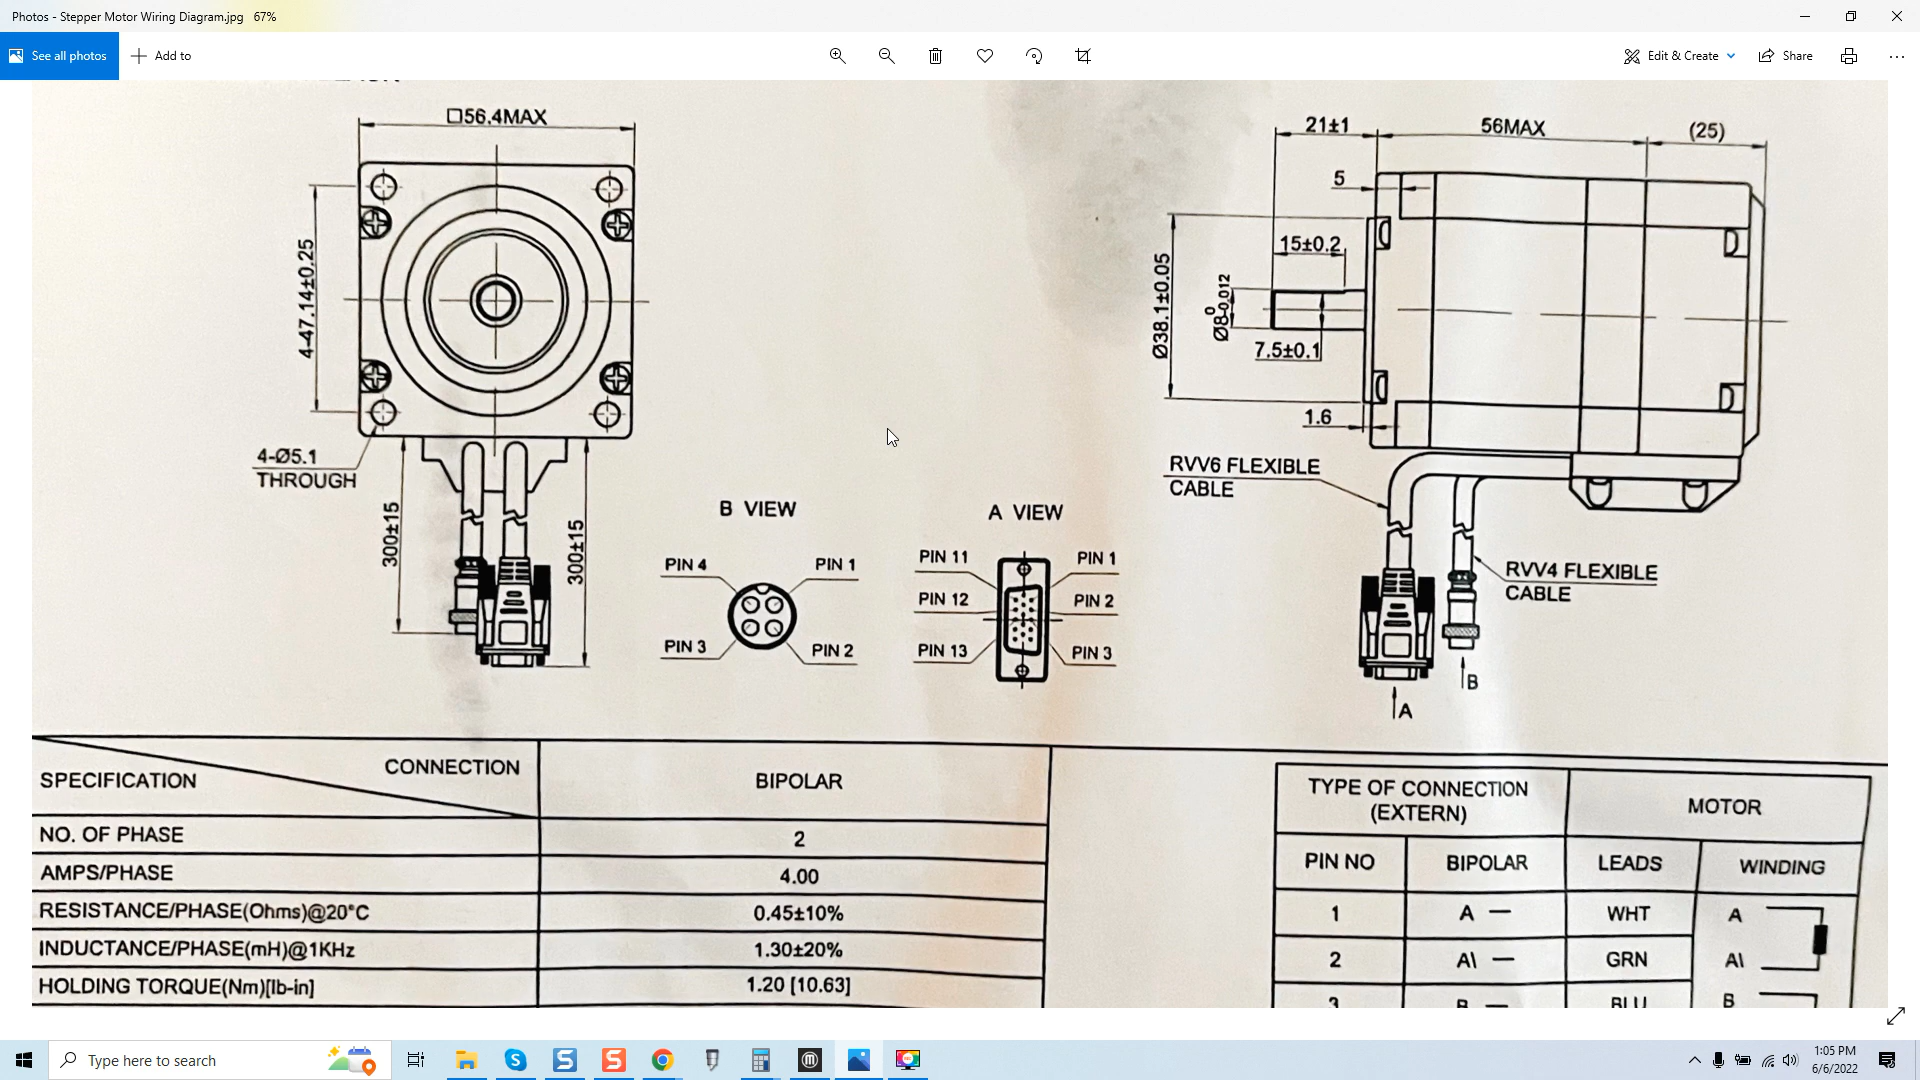 Photos - Stepper Motor Wiring Diagram.jpg 67%
See all photos
Add to
Edit & Create
Share
□56.4MAX
4-47.14±0.25
4-Ø5.1
THROUGH
300±15
300±15
21±1
56MAX
(25)
5
15±0.2
Ø38.1±0.05
Ø8 0 -0.012
7.5±0.1
1.6
RVV6 FLEXIBLE
CABLE
RVV4 FLEXIBLE
CABLE
A
B
B VIEW
PIN 4
PIN 1
PIN 3
PIN 2
A VIEW
PIN 11
PIN 1
PIN 12
PIN 2
PIN 13
PIN 3
CONNECTION
SPECIFICATION
BIPOLAR
NO. OF PHASE 2
AMPS/PHASE 4.00
RESISTANCE/PHASE(Ohms)@20°C 0.45±10%
INDUCTANCE/PHASE(mH)@1KHz 1.30±20%
HOLDING TORQUE(Nm)[lb-in] 1.20 [10.63]
TYPE OF CONNECTION
(EXTERN)
MOTOR
PIN NO BIPOLAR LEADS WINDING
1 A — WHT A
2 A\ — GRN A\
3 B — BLU B
Type here to search
1:05 PM
6/6/2022